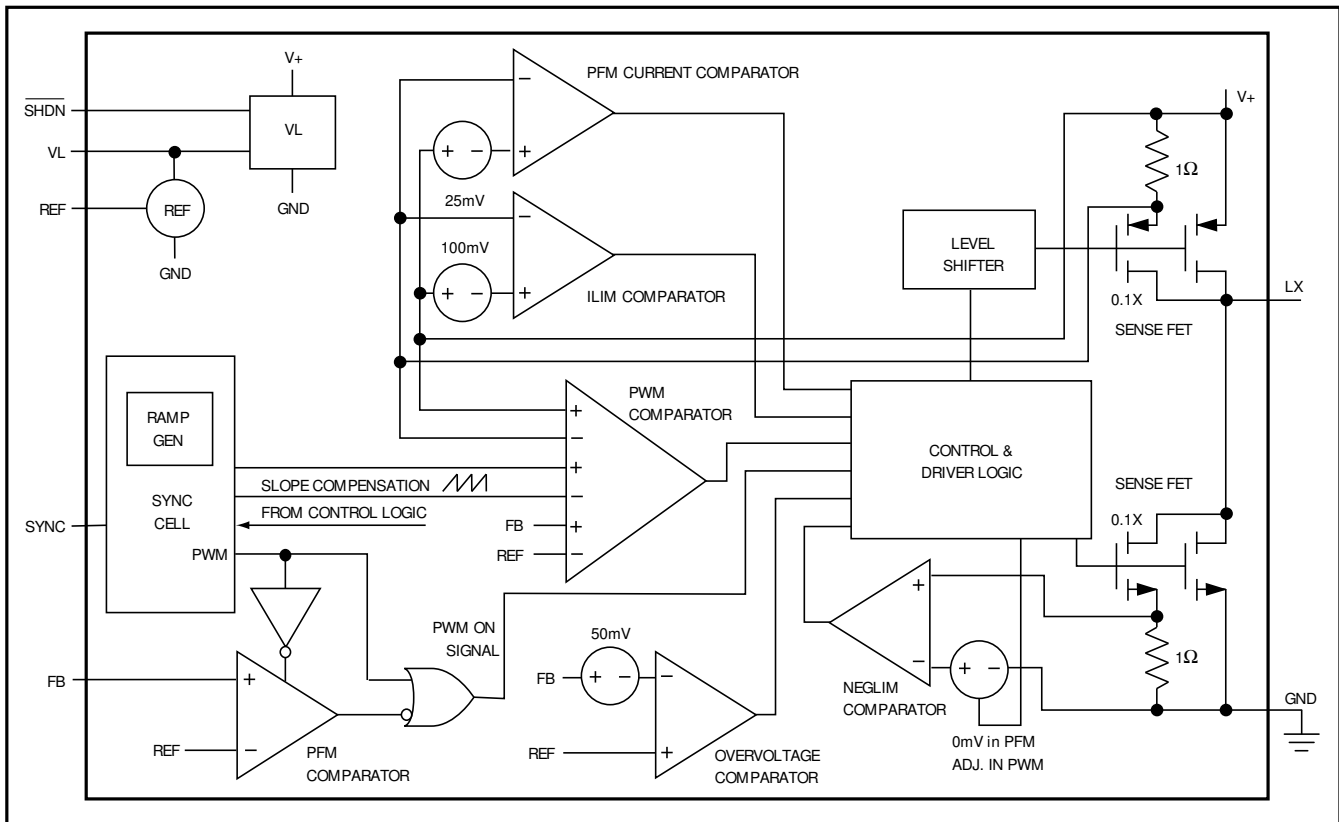 V+
SHDN
VL
VL
REF
REF
GND
GND
PFM CURRENT COMPARATOR
−
+ −
+
25mV
−
100mV
+ −
+
ILIM COMPARATOR
V+
1Ω
LEVEL
SHIFTER
0.1X
SENSE FET
LX
RAMP
GEN
SYNC
CELL
SYNC
PWM
SLOPE COMPENSATION
FROM CONTROL LOGIC
PWM
COMPARATOR
+
−
+
−
FB
+
REF
−
CONTROL &
DRIVER LOGIC
SENSE FET
0.1X
1Ω
GND
PWM ON
SIGNAL
FB
+
REF
−
PFM
COMPARATOR
50mV
FB
+ −
−
REF
+
OVERVOLTAGE
COMPARATOR
+
−
+ −
NEGLIM
COMPARATOR
0mV in PFM
ADJ. IN PWM